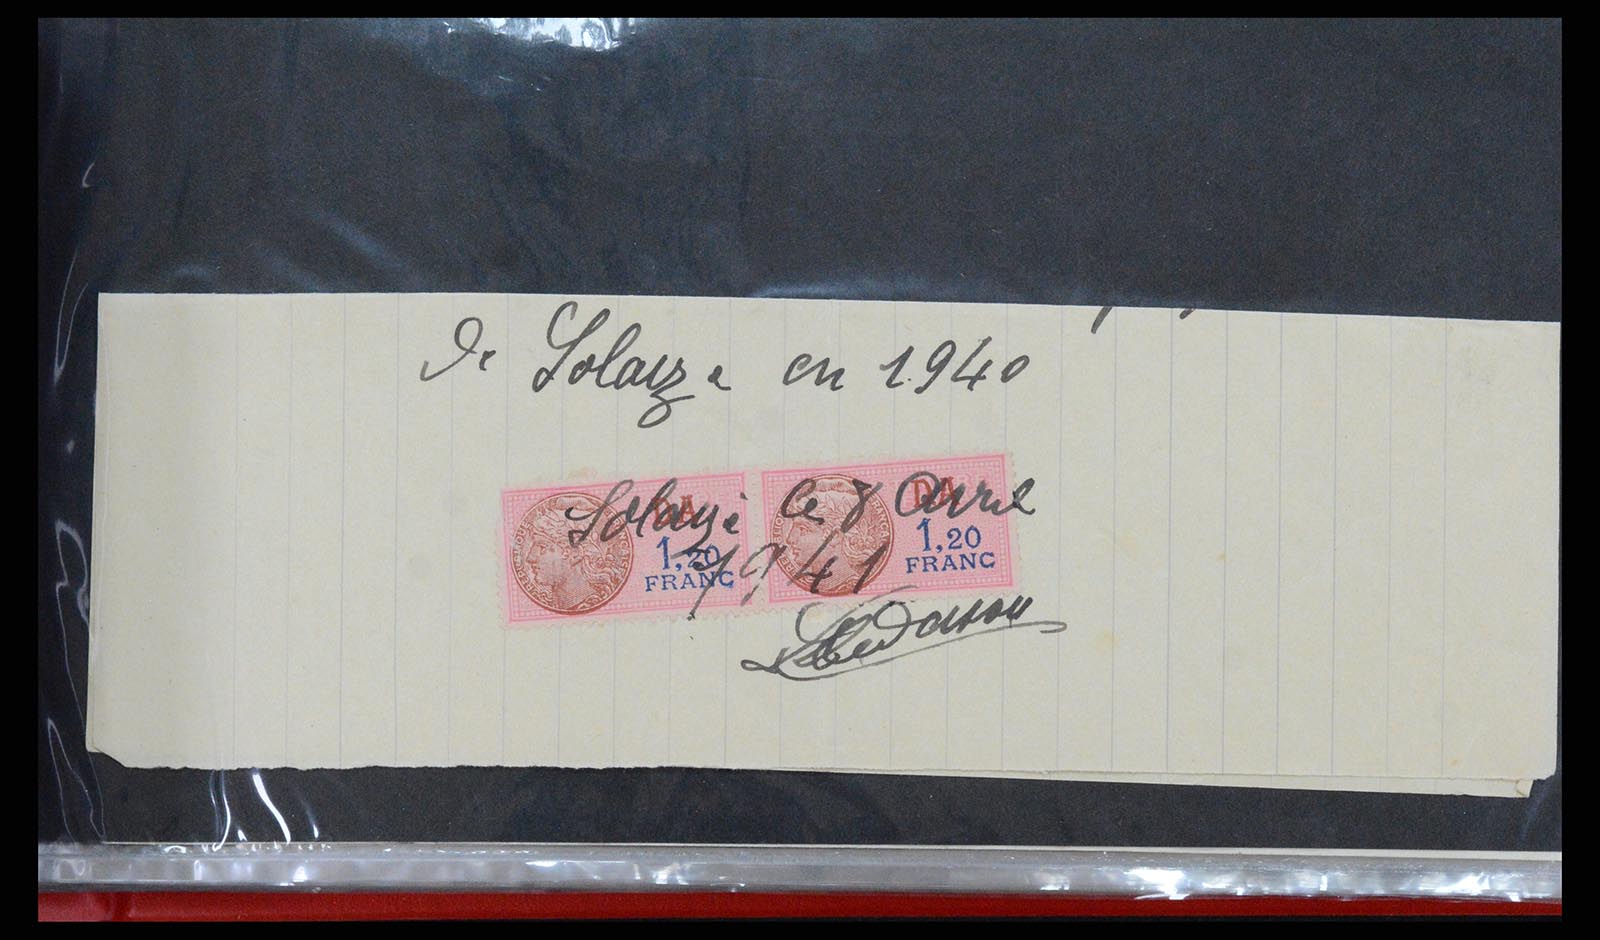 de Solaize en 1940
Solaize le 8 Avril
1941
DA
1,20
FRANC
DA
1,20
FRANC